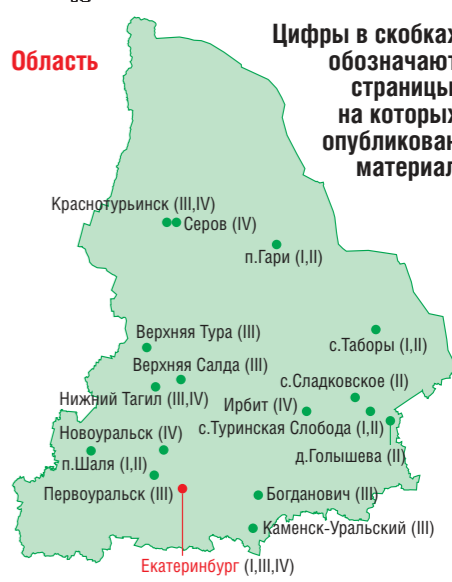 Область
Цифры в скобках
обозначают
страницы
на которых
опубликован
материал
Краснотурьинск (III,IV)
Серов (IV)
п.Гари (I,II)
Верхняя Тура (III)
с.Таборы (I,II)
Верхняя Салда (III)
с.Сладковское (II)
Нижний Тагил (III,IV)
Ирбит (IV)
Новоуральск (IV)
с.Туринская Слобода (I,II)
п.Шаля (I,II)
д.Голышева (II)
Первоуральск (III)
Богданович (III)
Каменск-Уральский (III)
Екатеринбург (I,III,IV)